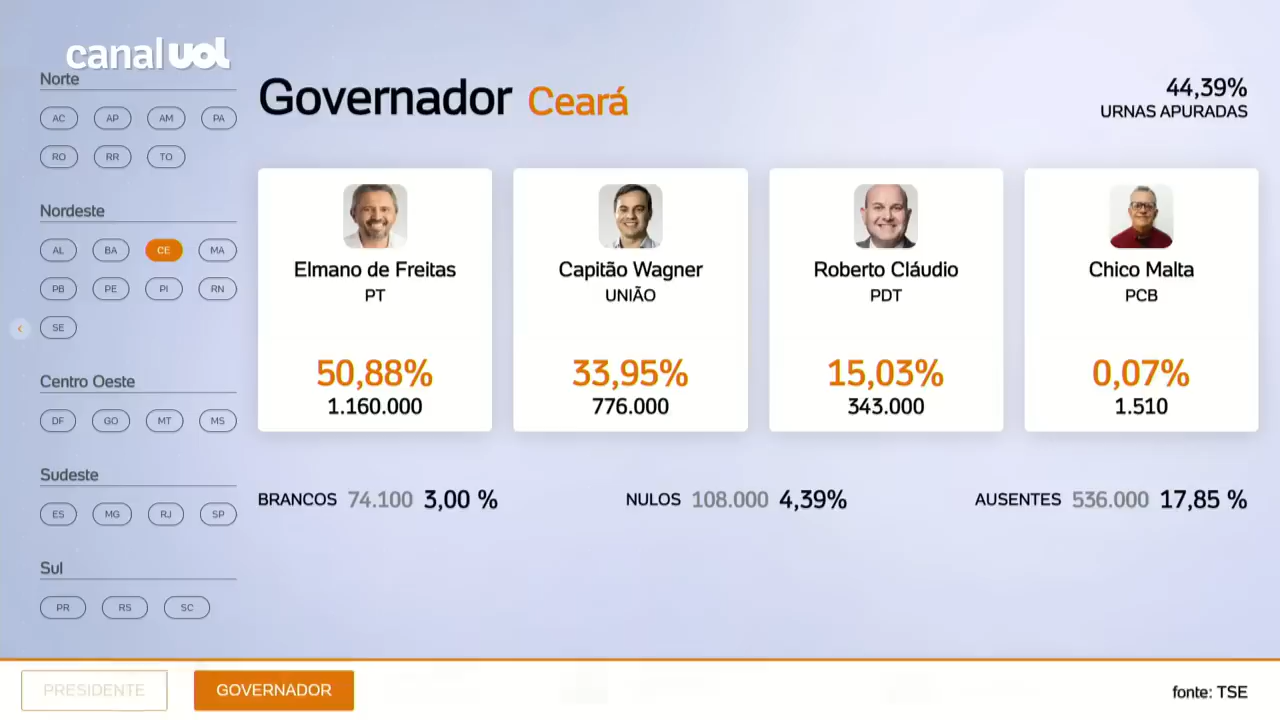 canal UOL
Norte
AC AP AM PA
RO RR TO
Nordeste
AL BA CE MA
PB PE PI RN
SE
Centro Oeste
DF GO MT MS
Sudeste
ES MG RJ SP
Sul
PR RS SC
Governador Ceará
44,39%
URNAS APURADAS
Elmano de Freitas
PT
50,88%
1.160.000
Capitão Wagner
UNIÃO
33,95%
776.000
Roberto Cláudio
PDT
15,03%
343.000
Chico Malta
PCB
0,07%
1.510
BRANCOS 74.100 3,00 %
NULOS 108.000 4,39%
AUSENTES 536.000 17,85 %
PRESIDENTE
GOVERNADOR
fonte: TSE